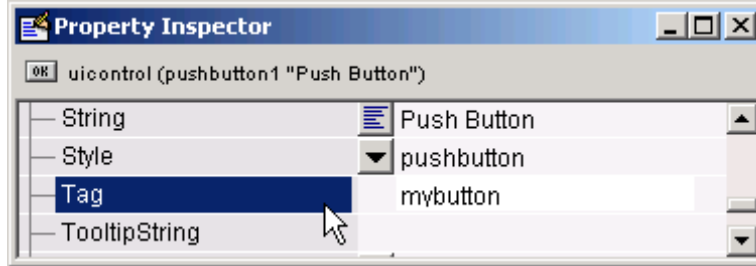 Property Inspector
OK uicontrol (pushbutton1 "Push Button")
String Push Button
Style pushbutton
Tag mybutton
TooltipString